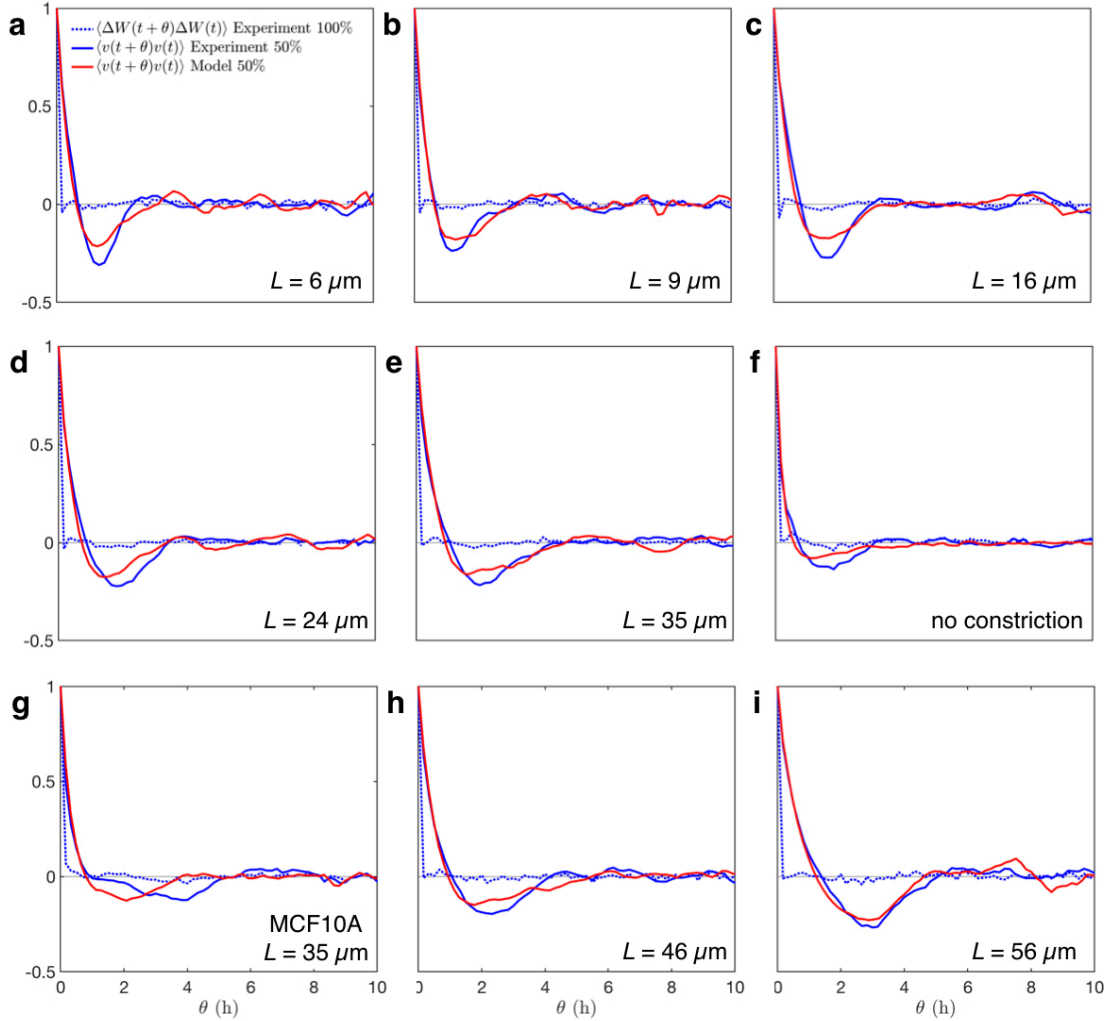 a
b
c
1
0.5
0
-0.5
⟨ΔW(t + θ)ΔW(t)⟩ Experiment 100%
⟨v(t + θ)v(t)⟩ Experiment 50%
⟨v(t + θ)v(t)⟩ Model 50%
L = 6 µm
L = 9 µm
L = 16 µm
d
e
f
1
0.5
0
-0.5
L = 24 µm
L = 35 µm
no constriction
g
h
i
1
0.5
0
-0.5
MCF10A
L = 35 µm
L = 46 µm
L = 56 µm
0 2 4 6 8 10
0 2 4 6 8 10
0 2 4 6 8 10
θ (h)
θ (h)
θ (h)